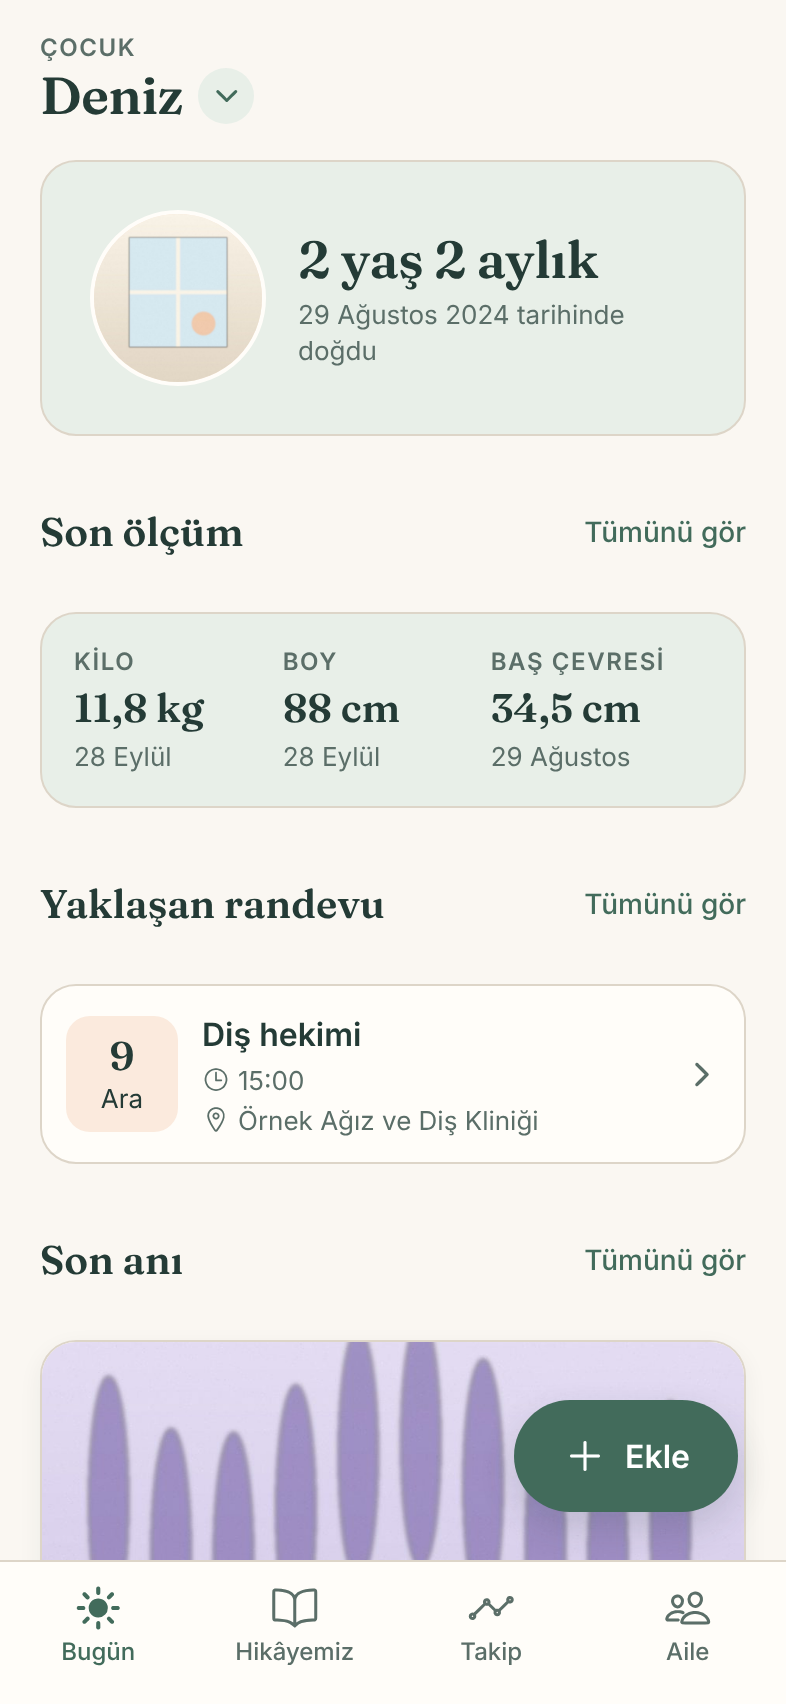 ÇOCUK
Deniz
2 yaş 2 aylık
29 Ağustos 2024 tarihinde
doğdu
Son ölçüm
Tümünü gör
KİLO
BOY
BAŞ ÇEVRESİ
11,8 kg
88 cm
34,5 cm
28 Eylül
28 Eylül
29 Ağustos
Yaklaşan randevu
Tümünü gör
9
Ara
Diş hekimi
15:00
Örnek Ağız ve Diş Kliniği
Son anı
Tümünü gör
Ekle
Bugün
Hikâyemiz
Takip
Aile